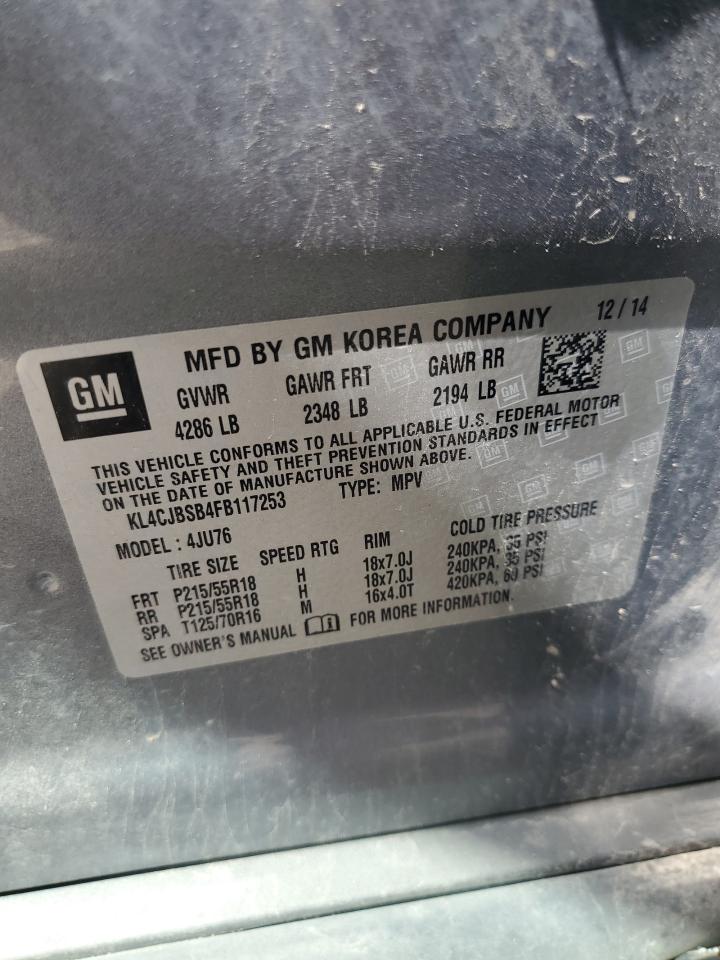 MFD BY GM KOREA COMPANY 12/14
GM
GVWR GAWR FRT GAWR RR
4286 LB 2348 LB 2194 LB
THIS VEHICLE CONFORMS TO ALL APPLICABLE U.S. FEDERAL MOTOR
VEHICLE SAFETY AND THEFT PREVENTION STANDARDS IN EFFECT
ON THE DATE OF MANUFACTURE SHOWN ABOVE.
KL4CJBSB4FB117253 TYPE: MPV
MODEL : 4JU76
TIRE SIZE SPEED RTG RIM COLD TIRE PRESSURE
FRT P215/55R18 H 18x7.0J 240KPA, 35 PSI
RR P215/55R18 H 18x7.0J 240KPA, 35 PSI
SPA T125/70R16 M 16x4.0T 420KPA, 60 PSI
SEE OWNER'S MANUAL FOR MORE INFORMATION.